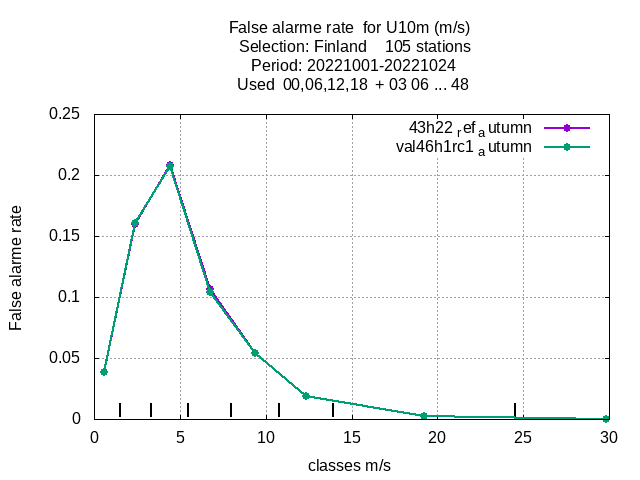 False alarme rate  for U10m (m/s)
Selection: Finland    105 stations
Period: 20221001-20221024
Used  00,06,12,18  + 03 06 ... 48
43h22 ref a utumn
val46h1rc1 a utumn
False alarme rate
0.25
0.2
0.15
0.1
0.05
0
0 5 10 15 20 25 30
classes m/s